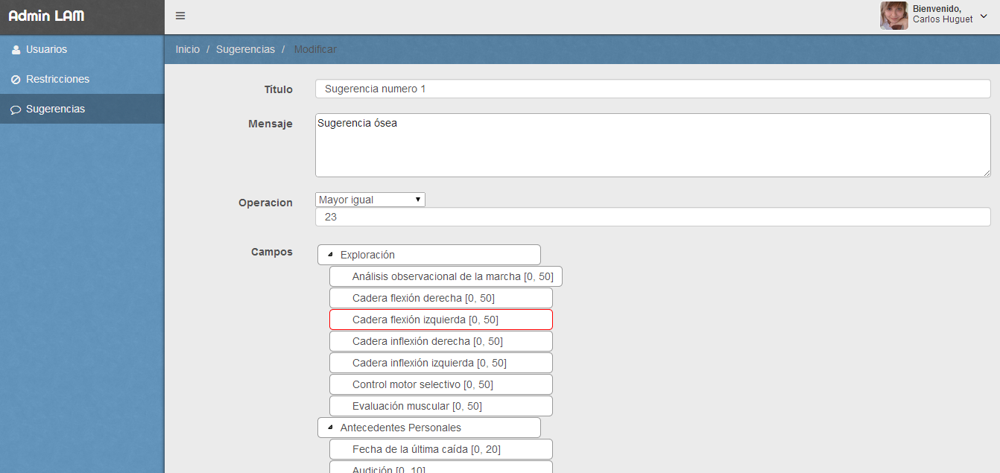 Admin LAM
Bienvenido,
Carlos Huguet
Usuarios
Restricciones
Sugerencias
Inicio / Sugerencias / Modificar
Título Sugerencia numero 1
Mensaje Sugerencia ósea
Operacion Mayor igual
23
Campos Exploración
Análisis observacional de la marcha [0, 50]
Cadera flexión derecha [0, 50]
Cadera flexión izquierda [0, 50]
Cadera inflexión derecha [0, 50]
Cadera inflexión izquierda [0, 50]
Control motor selectivo [0, 50]
Evaluación muscular [0, 50]
Antecedentes Personales
Fecha de la última caída [0, 20]
Audición [0, 10]